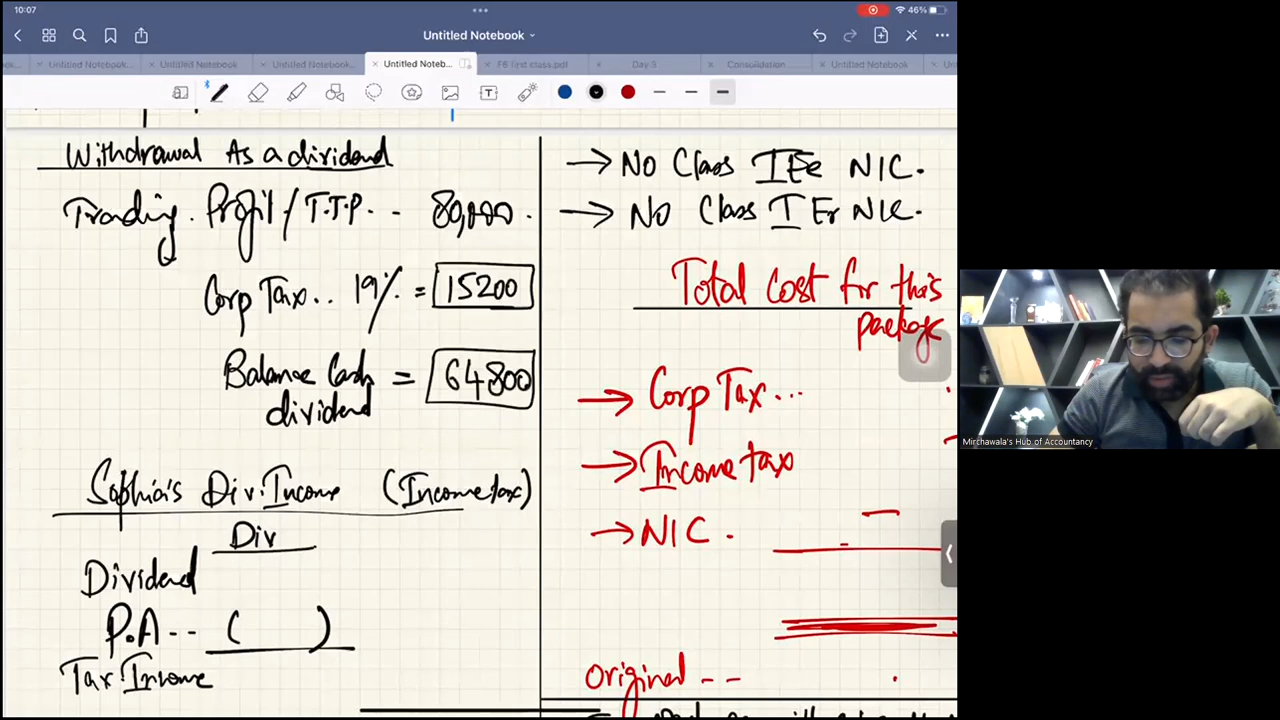 10:07
46%
Untitled Notebook
Untitled Notebook...
Untitled Notebook
Untitled Notebook...
Untitled Noteb...
F6 first class.pdf
Day 3
Consolidation
Untitled Notebook
Withdrawal As a dividend
Trading Profit / T.T.P. - 80,000.
Corp Tax.. 19% = 15200
Balance Cash = 64800
dividend
Sophia's Div. Income (Income tax)
Div
Dividend
P.A -- ( )
Tax. Income
→ No Class I Ee NIC.
→ No Class I Er NIC.
Total cost for this
package
→ Corp Tax...
→ Income tax
→ NIC.
Original --
Mirchawala's Hub of Accountancy